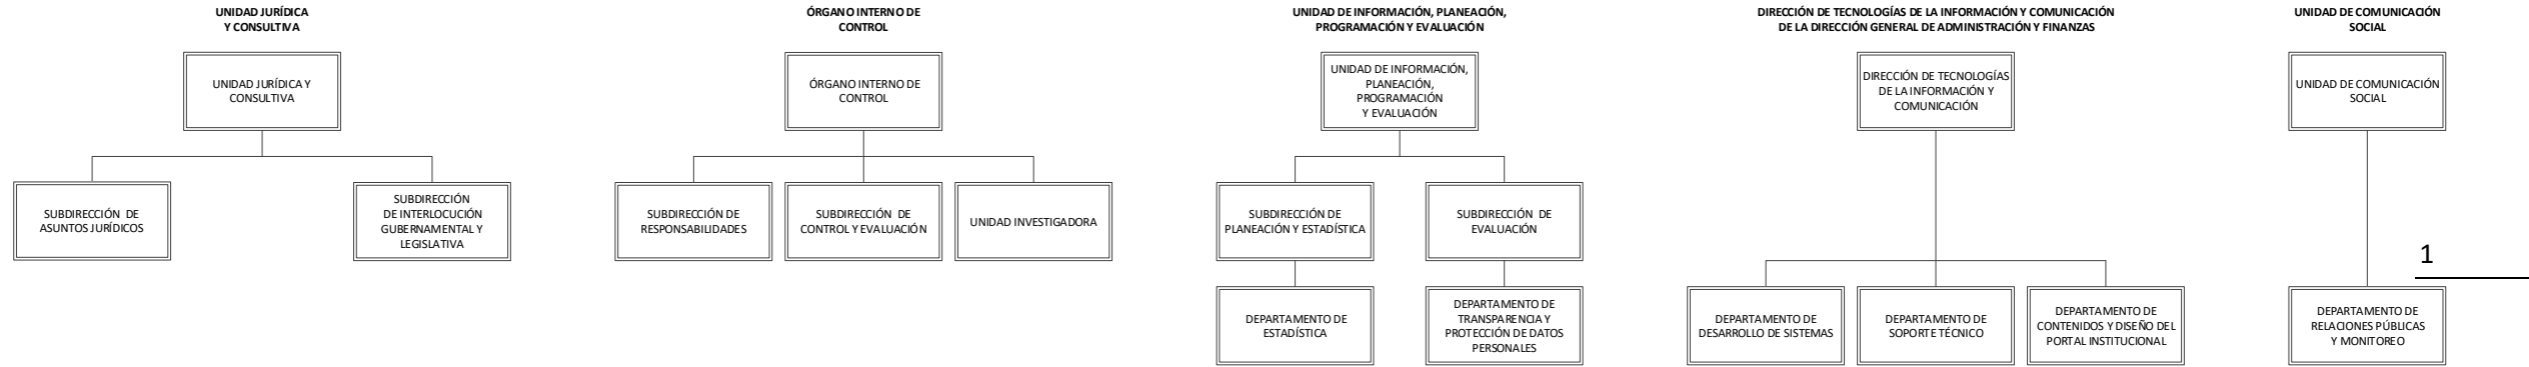 UNIDAD JURÍDICA
Y CONSULTIVA
UNIDAD JURÍDICA Y
CONSULTIVA
SUBDIRECCIÓN DE
ASUNTOS JURÍDICOS
SUBDIRECCIÓN
DE INTERLOCUCIÓN
GUBERNAMENTAL Y
LEGISLATIVA
ÓRGANO INTERNO DE
CONTROL
ÓRGANO INTERNO DE
CONTROL
SUBDIRECCIÓN DE
RESPONSABILIDADES
SUBDIRECCIÓN DE
CONTROL Y EVALUACIÓN
UNIDAD INVESTIGADORA
UNIDAD DE INFORMACIÓN, PLANEACIÓN,
PROGRAMACIÓN Y EVALUACIÓN
UNIDAD DE INFORMACIÓN,
PLANEACIÓN,
PROGRAMACIÓN
Y EVALUACIÓN
SUBDIRECCIÓN DE
PLANEACIÓN Y ESTADÍSTICA
SUBDIRECCIÓN DE
EVALUACIÓN
DEPARTAMENTO DE
ESTADÍSTICA
DEPARTAMENTO DE
TRANSPARENCIA Y
PROTECCIÓN DE DATOS
PERSONALES
DIRECCIÓN DE TECNOLOGÍAS DE LA INFORMACIÓN Y COMUNICACIÓN
DE LA DIRECCIÓN GENERAL DE ADMINISTRACIÓN Y FINANZAS
DIRECCIÓN DE TECNOLOGÍAS
DE LA INFORMACIÓN Y
COMUNICACIÓN
DEPARTAMENTO DE
DESARROLLO DE SISTEMAS
DEPARTAMENTO DE
SOPORTE TÉCNICO
DEPARTAMENTO DE
CONTENIDOS Y DISEÑO DEL
PORTAL INSTITUCIONAL
UNIDAD DE COMUNICACIÓN
SOCIAL
UNIDAD DE COMUNICACIÓN
SOCIAL
1
DEPARTAMENTO DE
RELACIONES PÚBLICAS
Y MONITOREO